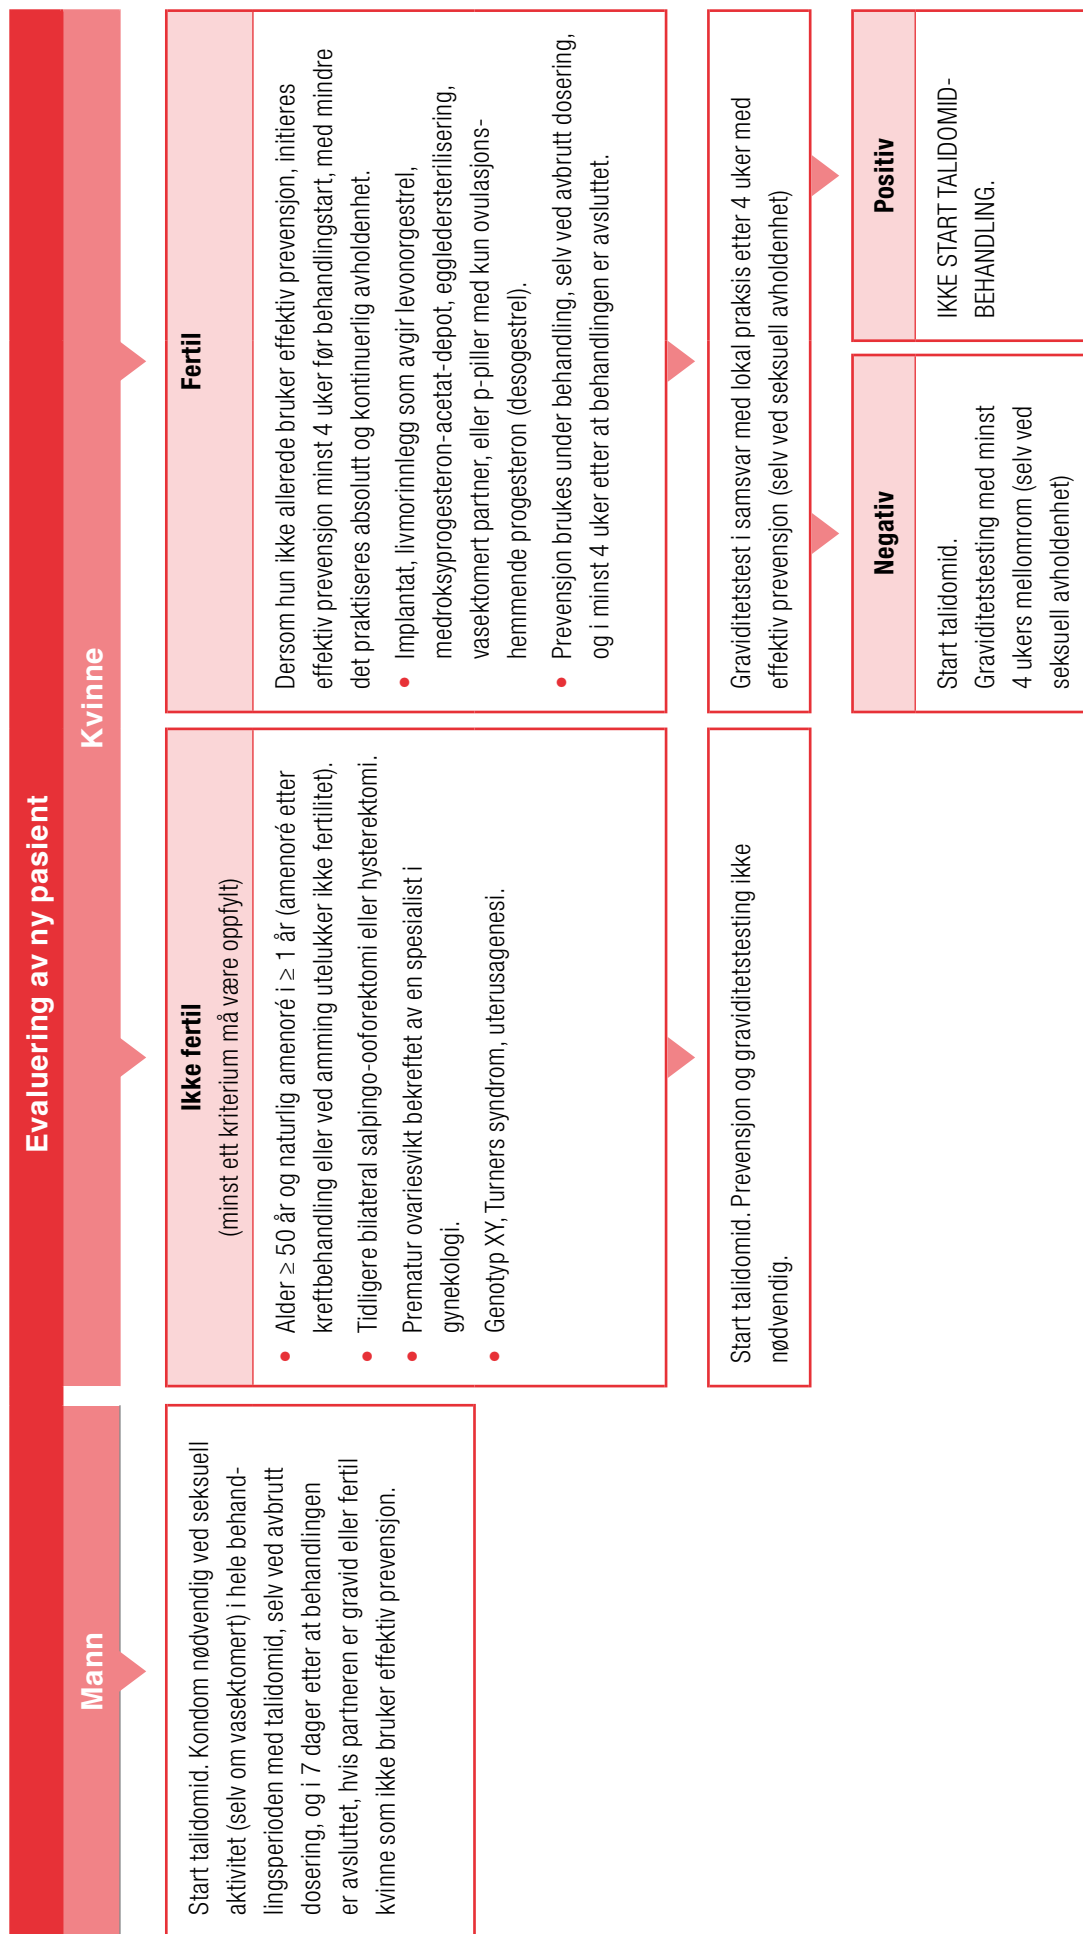 Evaluering av ny pasient
Mann
Kvinne
Start talidomid. Kondom nødvendig ved seksuell
aktivitet (selv om vasektomert) i hele behand-
lingsperioden med talidomid, selv ved avbrutt
dosering, og i 7 dager etter at behandlingen
er avsluttet, hvis partneren er gravid eller fertil
kvinne som ikke bruker effektiv prevensjon.
Ikke fertil
(minst ett kriterium må være oppfylt)
• Alder ≥ 50 år og naturlig amenoré i ≥ 1 år (amenoré etter
kreftbehandling eller ved amming utelukker ikke fertilitet).
• Tidligere bilateral salpingo-ooforektomi eller hysterektomi.
• Prematur ovariesvikt bekreftet av en spesialist i
gynekologi.
• Genotyp XY, Turners syndrom, uterusagenesi.
Start talidomid. Prevensjon og graviditetstesting ikke
nødvendig.
Fertil
Dersom hun ikke allerede bruker effektiv prevensjon, initieres
effektiv prevensjon minst 4 uker før behandlingstart, med mindre
det praktiseres absolutt og kontinuerlig avholdenhet.
• Implantat, livmorinnlegg som avgir levonorgestrel,
medroksyprogesteron-acetat-depot, eggledersterilisering,
vasektomert partner, eller p-piller med kun ovulasjons-
hemmende progesteron (desogestrel).
• Prevensjon brukes under behandling, selv ved avbrutt dosering,
og i minst 4 uker etter at behandlingen er avsluttet.
Graviditetstest i samsvar med lokal praksis etter 4 uker med
effektiv prevensjon (selv ved seksuell avholdenhet)
Negativ
Start talidomid.
Graviditetstesting med minst
4 ukers mellomrom (selv ved
seksuell avholdenhet)
Positiv
IKKE START TALIDOMID-
BEHANDLING.